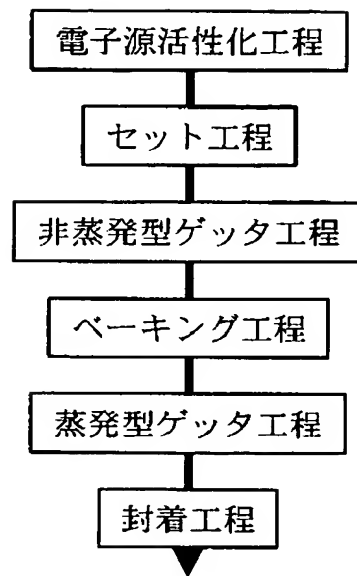 電子源活性化工程
セット工程
非蒸発型ゲッタ工程
ベーキング工程
蒸発型ゲッタ工程
封着工程